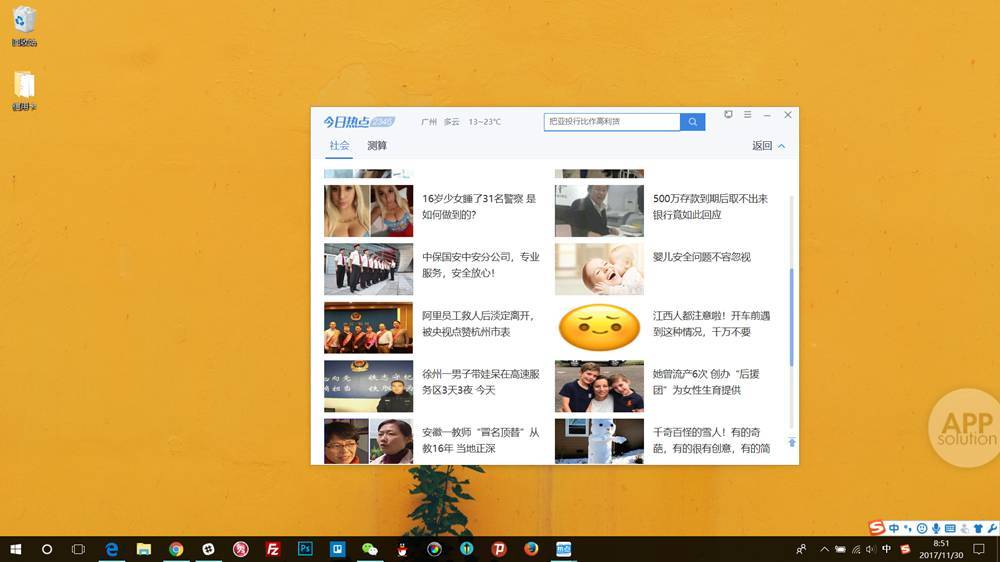 回收站
信用卡
今日热点 2345
广州 多云 13~23℃
把亚投行比作高利贷
社会 测算
返回
16岁少女睡了31名警察 是
如何做到的?
500万存款到期后取不出来
银行竟如此回应
中保国安中安分公司，专业
服务，安全放心！
婴儿安全问题不容忽视
阿里员工救人后淡定离开，
被央视点赞杭州市表
江西人都注意啦！开车前遇
到这种情况，千万不要
徐州一男子带娃呆在高速服
务区3天3夜 今天
她曾流产6次 创办“后援
团”为女性生育提供
安徽一教师“冒名顶替”从
教16年 当地正深
千奇百怪的雪人！有的奇
葩，有的很有创意，有的简
APP
solution
中
热点
中
8:51
2017/11/30